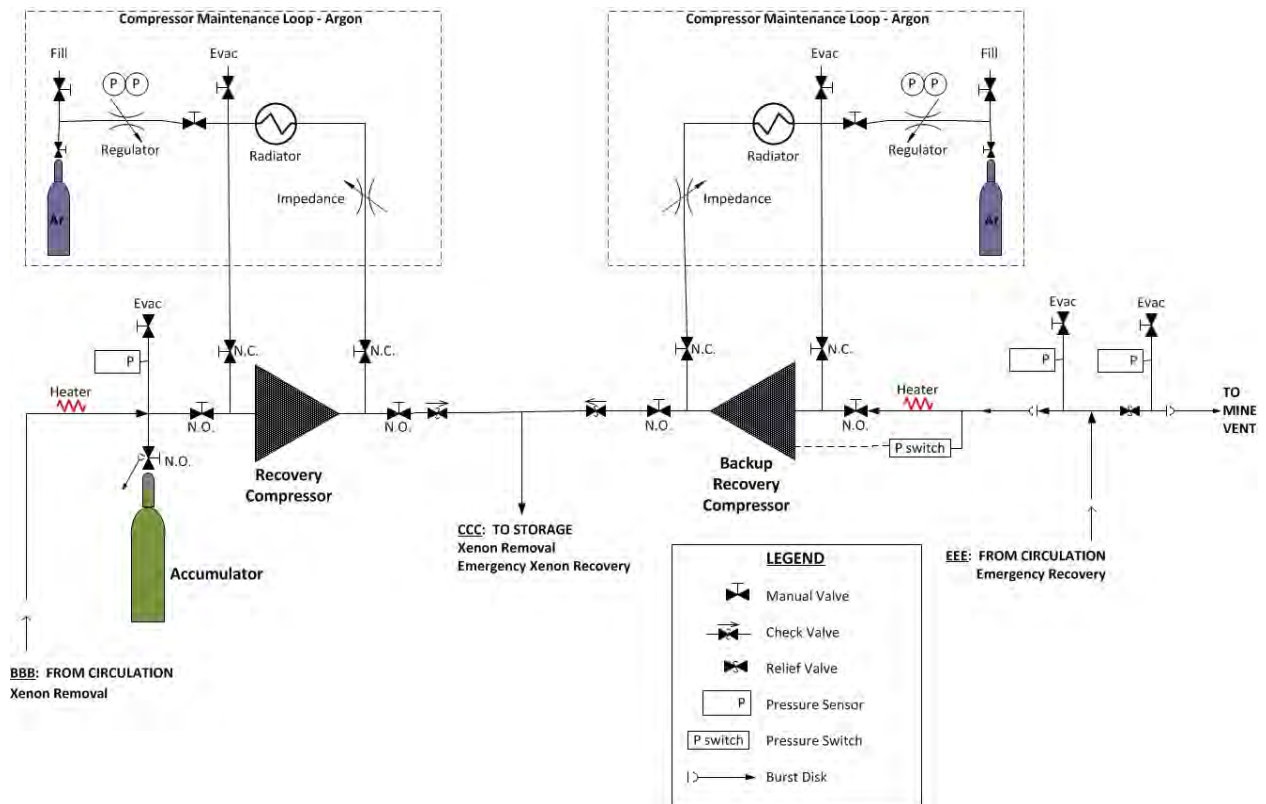 Compressor Maintenance Loop - Argon
Fill
Evac
P P
Regulator
Radiator
Impedance
Ar
Compressor Maintenance Loop - Argon
Evac
Fill
P P
Radiator
Regulator
Impedance
Ar
Evac
P
N.C.
N.C.
Heater
N.O.
N.O.
N.O.
Recovery
Compressor
Accumulator
BBB: FROM CIRCULATION
Xenon Removal
CCC: TO STORAGE
Xenon Removal
Emergency Xenon Recovery
N.C.
N.C.
N.O.
N.O.
Heater
P switch
Backup
Recovery
Compressor
Evac
Evac
P
P
TO
MINE
VENT
EEE: FROM CIRCULATION
Emergency Recovery
LEGEND
Manual Valve
Check Valve
Relief Valve
P Pressure Sensor
P switch Pressure Switch
Burst Disk